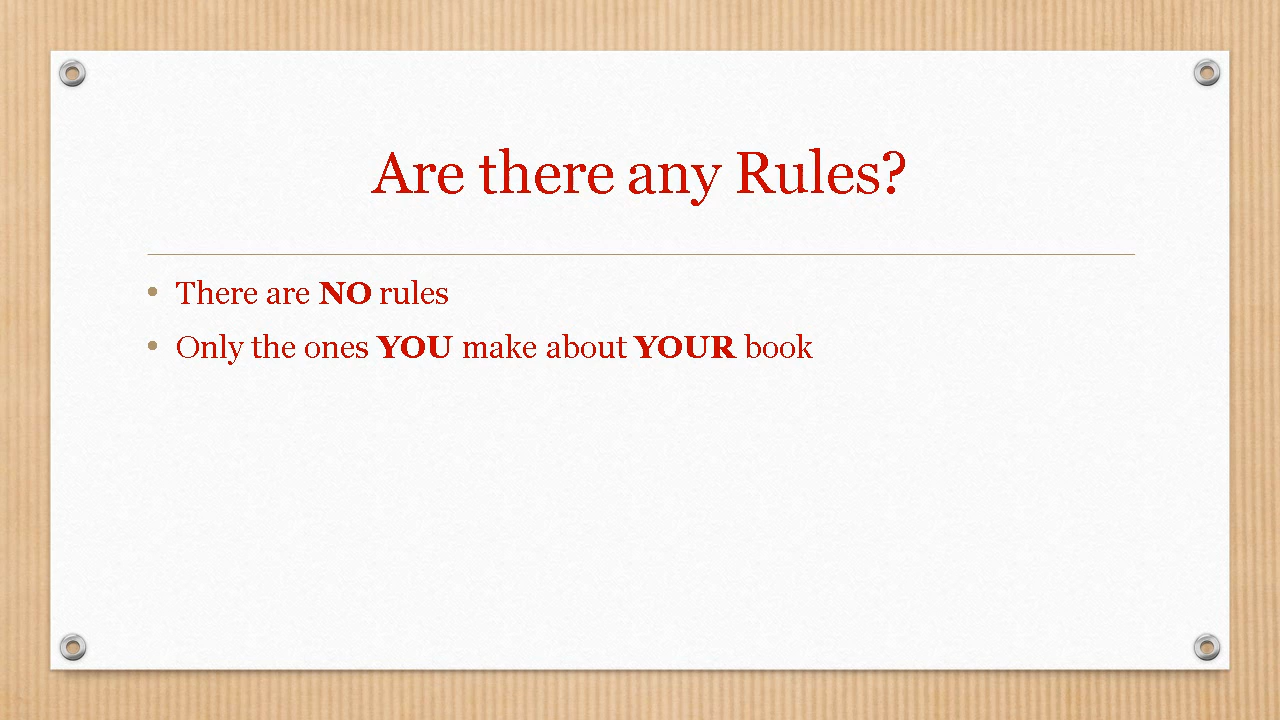 Are there any Rules?
• There are NO rules
• Only the ones YOU make about YOUR book